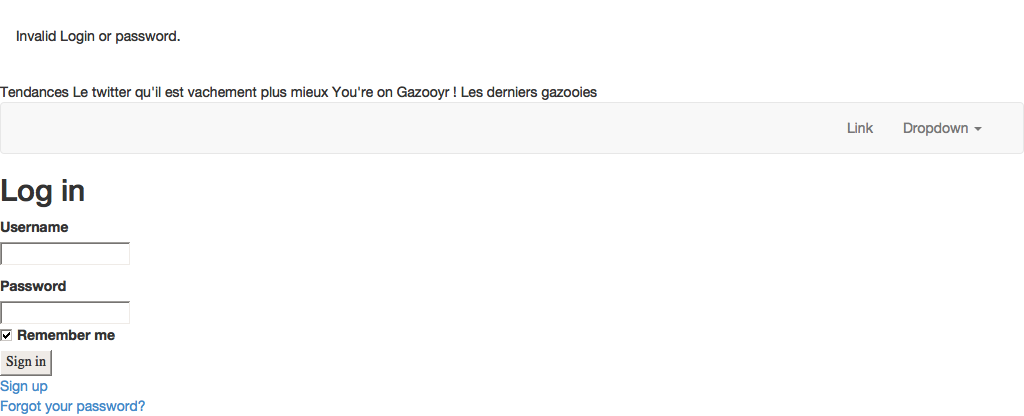 Invalid Login or password.
Tendances Le twitter qu'il est vachement plus mieux You're on Gazooyr ! Les derniers gazooies
Link Dropdown
Log in
Username
Password
Remember me
Sign in
Sign up
Forgot your password?